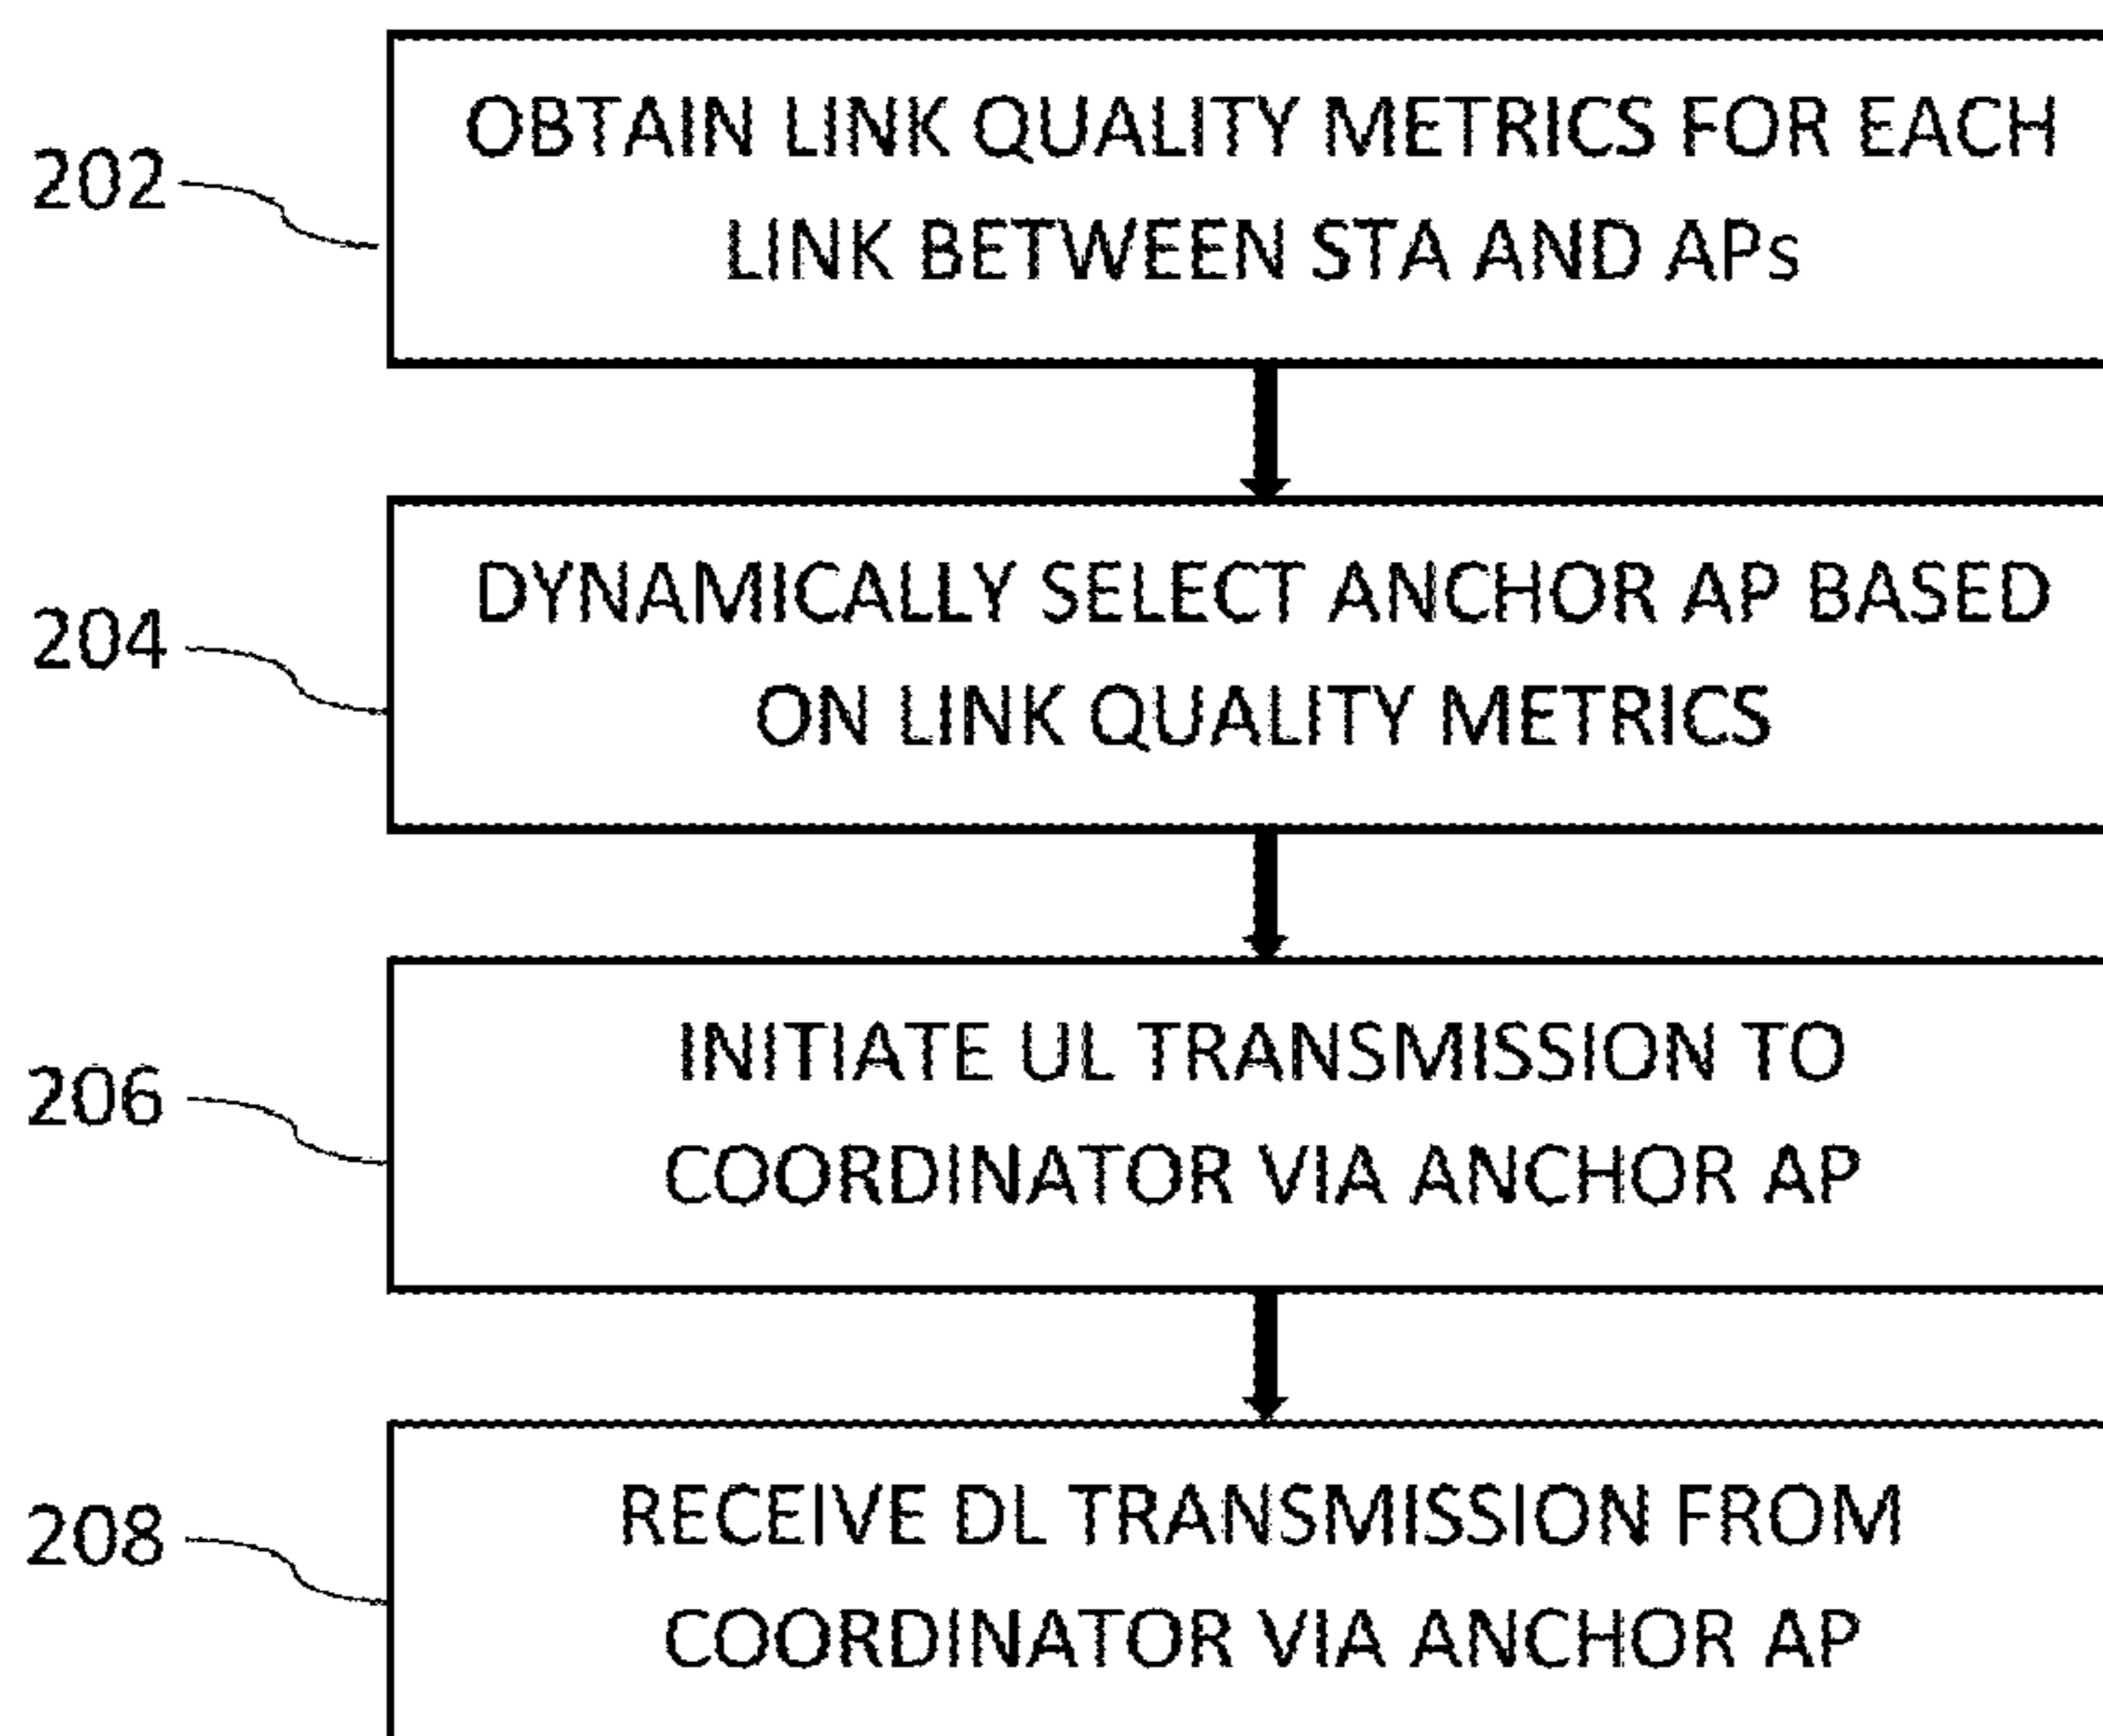 OBTAIN LINK QUALITY METRICS FOR EACH
202
LINK BETWEEN STA AND APs
DYNAMICALLY SELECT ANCHOR AP BASED
204
ON LINK QUALITY METRICS
INITIATE UL TRANSMISSION TO
206
COORDINATOR VIA ANCHOR AP
RECEIVE DL TRANSMISSION FROM
208
COORDINATOR VIA ANCHOR AP